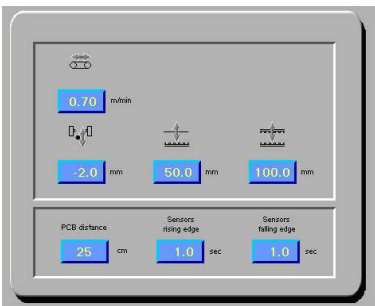 0.70 m/min
-2.0 mm 50.0 mm 100.0 mm
PCB distance
Sensors
rising edge
Sensors
falling edge
25 cm 1.0 sec 1.0 sec